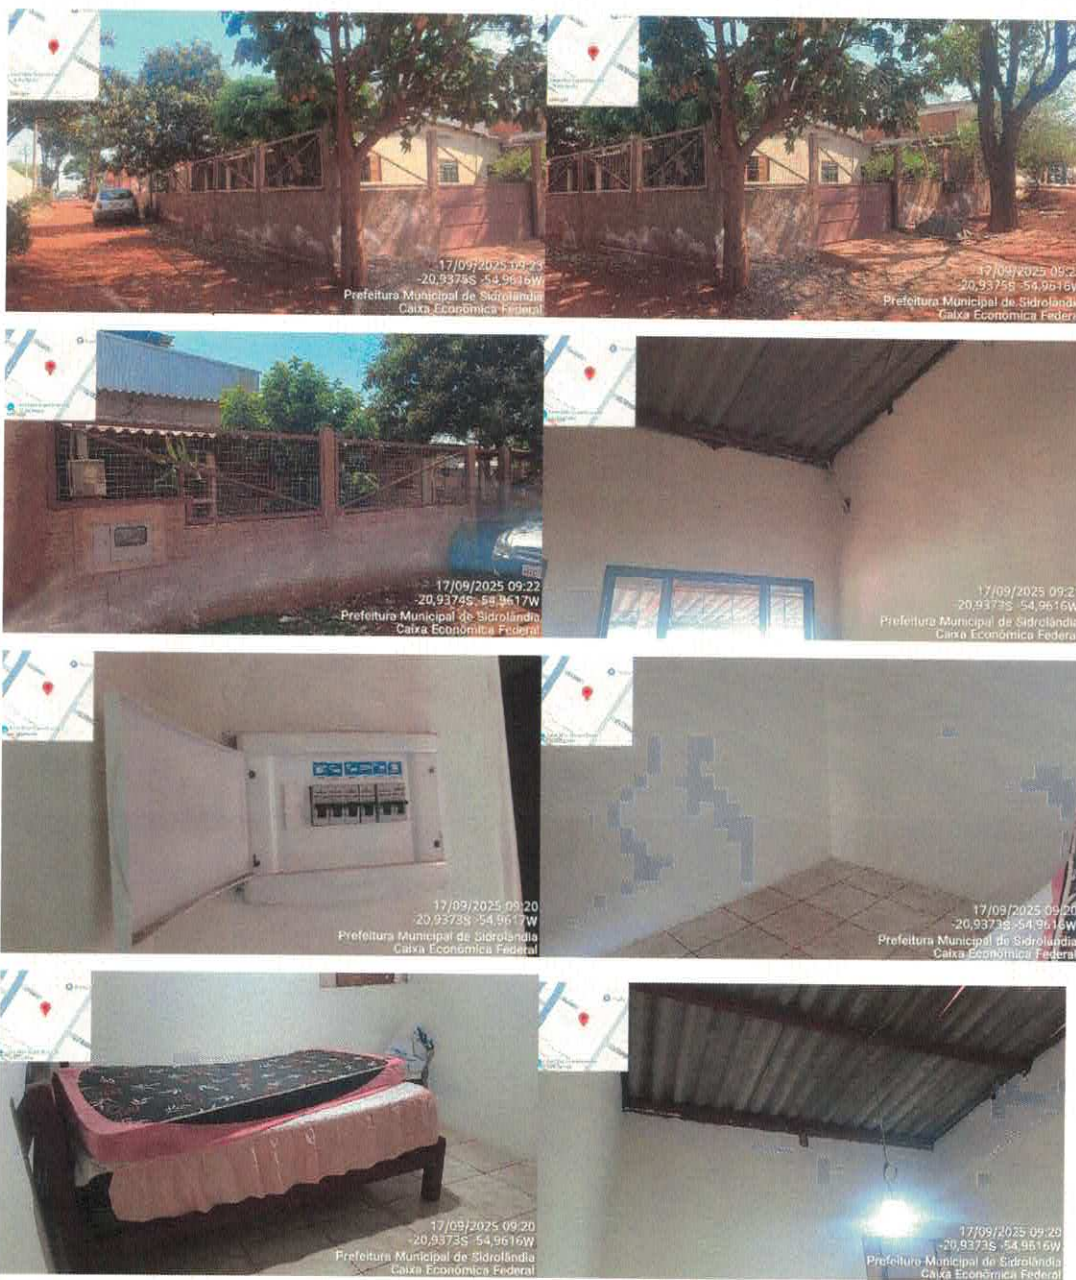 17/09/2025 09:23
-20,9375S -54,9616W
Prefeitura Municipal de Sidrolândia
Caixa Econômica Federal
17/09/2025 09:2
-20,9375S -54,9616W
Prefeitura Municipal de Sidrolândia
Caixa Econômica Federal
17/09/2025 09:22
-20,9374S -54,9617W
Prefeitura Municipal de Sidrolândia
Caixa Econômica Federal
17/09/2025 09:2
-20,9373S -54,9616W
Prefeitura Municipal de Sidrolândia
Caixa Econômica Federal
17/09/2025 09:20
-20,9373S -54,9617W
Prefeitura Municipal de Sidrolândia
Caixa Econômica Federal
17/09/2025 09:20
-20,9373S -54,9616W
Prefeitura Municipal de Sidrolândia
Caixa Econômica Federal
17/09/2025 09:20
-20,9373S -54,9616W
Prefeitura Municipal de Sidrolândia
Caixa Econômica Federal
17/09/2025 09:20
-20,9373S -54,9616W
Prefeitura Municipal de Sidrolândia
Caixa Econômica Federal